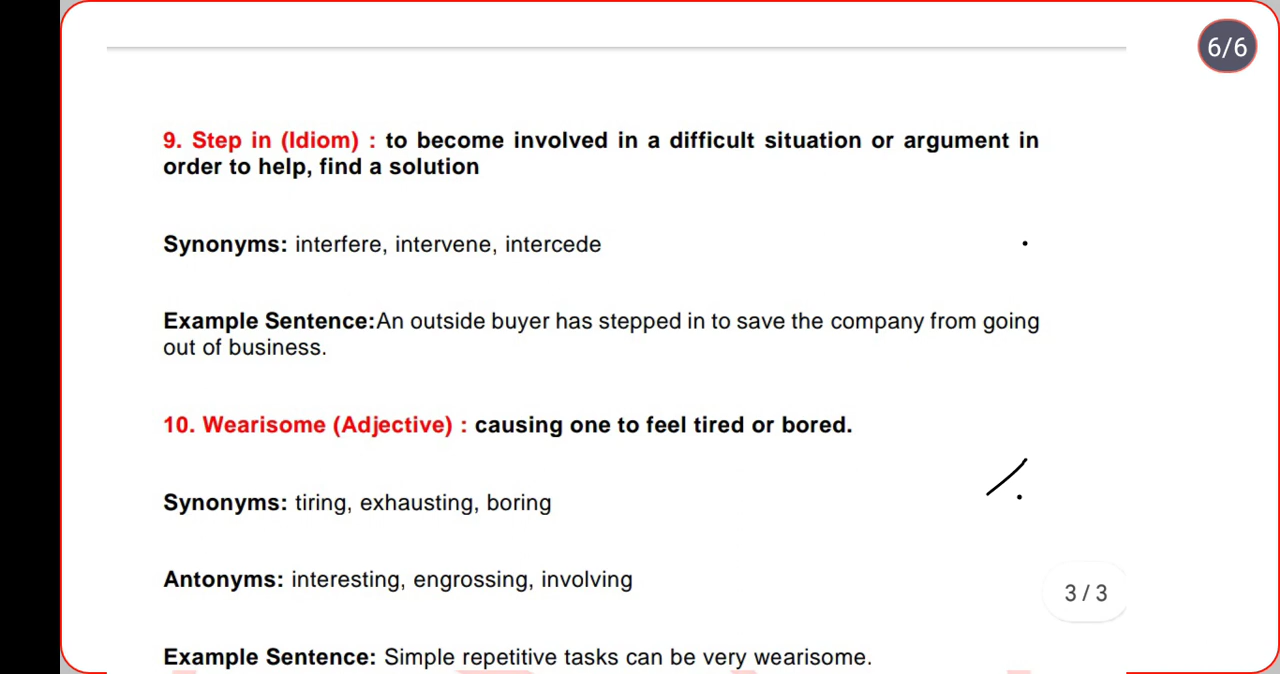 6/6
9. Step in (Idiom) : to become involved in a difficult situation or argument in
order to help, find a solution
Synonyms: interfere, intervene, intercede
Example Sentence:An outside buyer has stepped in to save the company from going
out of business.
10. Wearisome (Adjective) : causing one to feel tired or bored.
Synonyms: tiring, exhausting, boring
Antonyms: interesting, engrossing, involving
3 / 3
Example Sentence: Simple repetitive tasks can be very wearisome.